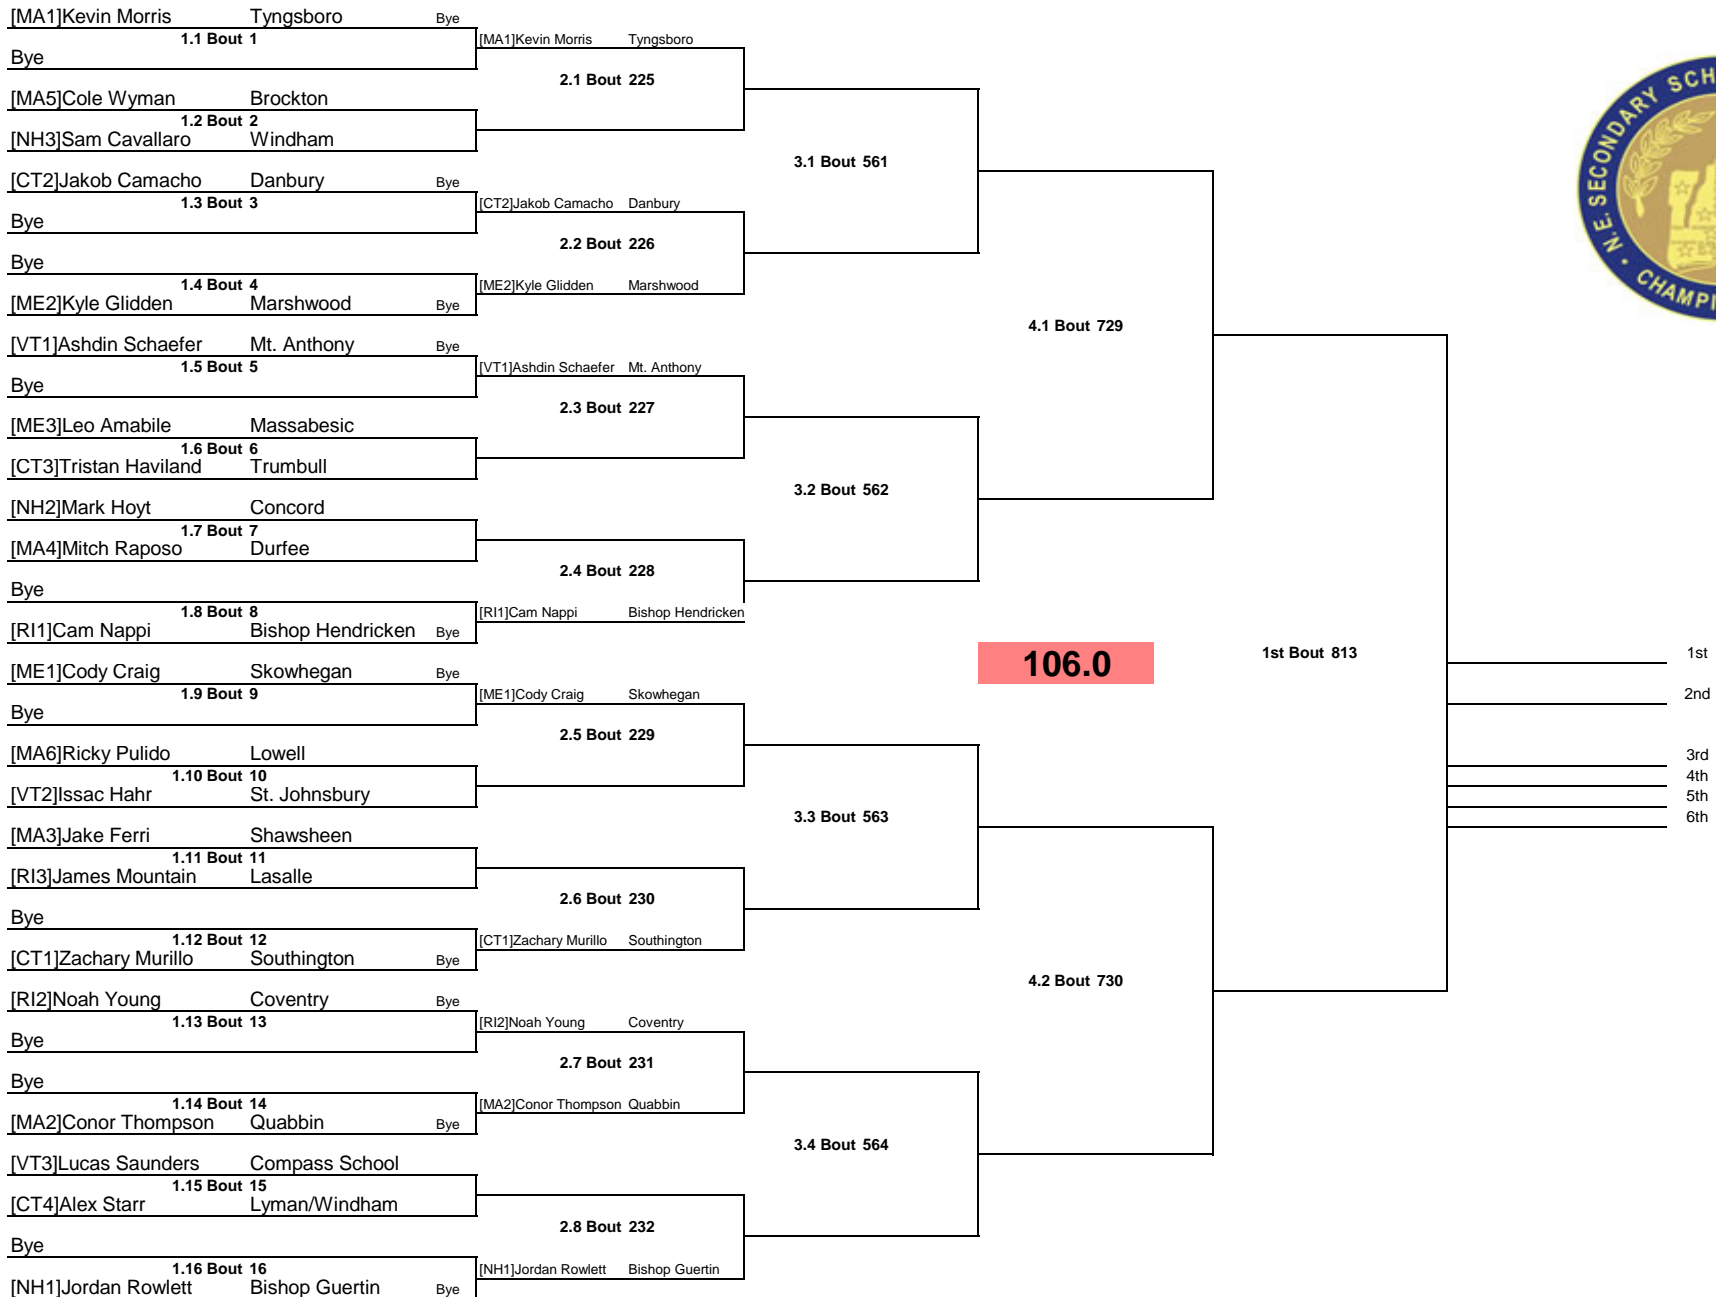 [MA1]Kevin Morris Tyngsboro Bye
1.1 Bout 1
Bye
[MA1]Kevin Morris Tyngsboro
2.1 Bout 225
[MA5]Cole Wyman Brockton
1.2 Bout 2
[NH3]Sam Cavallaro Windham
3.1 Bout 561
[CT2]Jakob Camacho Danbury Bye
1.3 Bout 3
Bye
[CT2]Jakob Camacho Danbury
2.2 Bout 226
Bye
1.4 Bout 4
[ME2]Kyle Glidden Marshwood Bye
[ME2]Kyle Glidden Marshwood
4.1 Bout 729
[VT1]Ashdin Schaefer Mt. Anthony Bye
1.5 Bout 5
Bye
[VT1]Ashdin Schaefer Mt. Anthony
2.3 Bout 227
[ME3]Leo Amabile Massabesic
1.6 Bout 6
[CT3]Tristan Haviland Trumbull
3.2 Bout 562
[NH2]Mark Hoyt Concord
1.7 Bout 7
[MA4]Mitch Raposo Durfee
2.4 Bout 228
Bye
1.8 Bout 8
[RI1]Cam Nappi Bishop Hendricken Bye
[RI1]Cam Nappi Bishop Hendricken
106.0
1st Bout 813
1st
2nd
3rd
4th
5th
6th
[ME1]Cody Craig Skowhegan Bye
1.9 Bout 9
Bye
[ME1]Cody Craig Skowhegan
2.5 Bout 229
[MA6]Ricky Pulido Lowell
1.10 Bout 10
[VT2]Issac Hahr St. Johnsbury
3.3 Bout 563
[MA3]Jake Ferri Shawsheen
1.11 Bout 11
[RI3]James Mountain Lasalle
2.6 Bout 230
Bye
1.12 Bout 12
[CT1]Zachary Murillo Southington Bye
[CT1]Zachary Murillo Southington
4.2 Bout 730
[RI2]Noah Young Coventry Bye
1.13 Bout 13
Bye
[RI2]Noah Young Coventry
2.7 Bout 231
Bye
1.14 Bout 14
[MA2]Conor Thompson Quabbin Bye
[MA2]Conor Thompson Quabbin
3.4 Bout 564
[VT3]Lucas Saunders Compass School
1.15 Bout 15
[CT4]Alex Starr Lyman/Windham
2.8 Bout 232
Bye
1.16 Bout 16
[NH1]Jordan Rowlett Bishop Guertin Bye
[NH1]Jordan Rowlett Bishop Guertin
N.E. SECONDARY SCH
CHAMPI